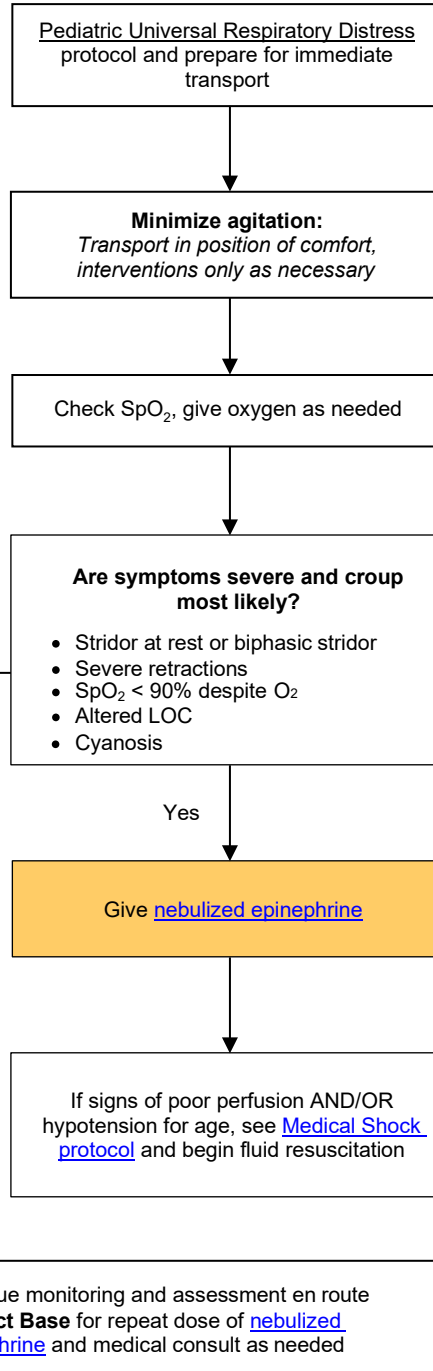 Pediatric Universal Respiratory Distress
protocol and prepare for immediate
transport
Minimize agitation:
Transport in position of comfort,
interventions only as necessary
Check SpO₂, give oxygen as needed
Are symptoms severe and croup
most likely?
• Stridor at rest or biphasic stridor
• Severe retractions
• SpO₂ < 90% despite O₂
• Altered LOC
• Cyanosis
Yes
Give nebulized epinephrine
If signs of poor perfusion AND/OR
hypotension for age, see Medical Shock
protocol and begin fluid resuscitation
monitoring and assessment en route
Base for repeat dose of nebulized
and medical consult as needed